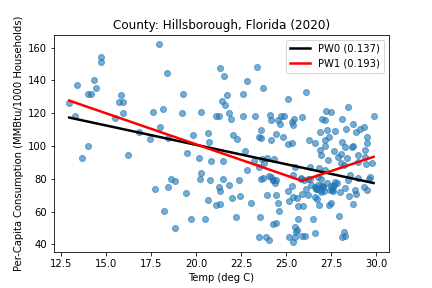 County: Hillsborough, Florida (2020)
Per-Capita Consumption (MMBtu/1000 Households)
160
140
120
100
80
60
40
PW0 (0.137)
PW1 (0.193)
12.5 15.0 17.5 20.0 22.5 25.0 27.5 30.0
Temp (deg C)